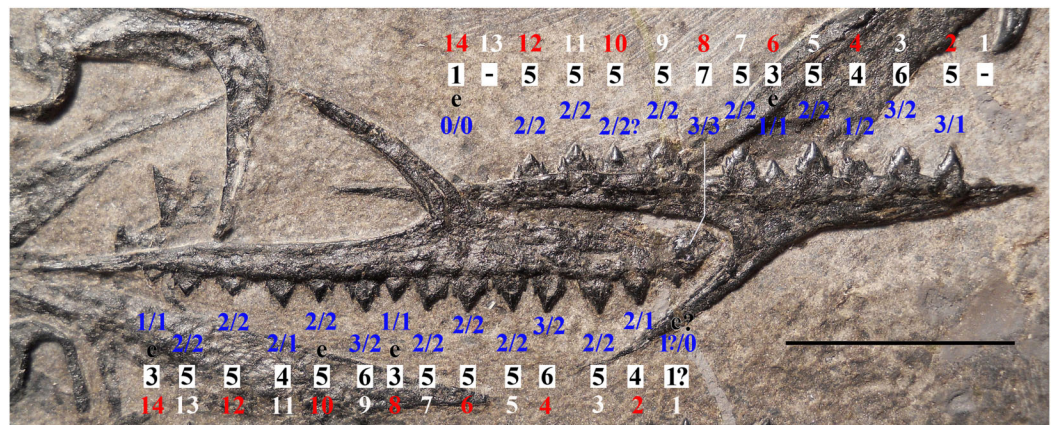 14 13 12 11 10 9 8 7 6 5 4 3 2 1
1 - 5 5 5 5 7 5 3 5 4 6 5 -
e e
0/0 2/2 2/2 2/2? 2/2 3/3 2/2 1/1 2/2 1/2 3/2 3/1
1/1 2/2 2/2 2/1 2/2 3/2 1/1 2/2 2/2 2/2 3/2 2/2 2/1 1?/0
e e e e?
3 5 5 4 5 6 3 5 5 5 6 5 4 1?
14 13 12 11 10 9 8 7 6 5 4 3 2 1